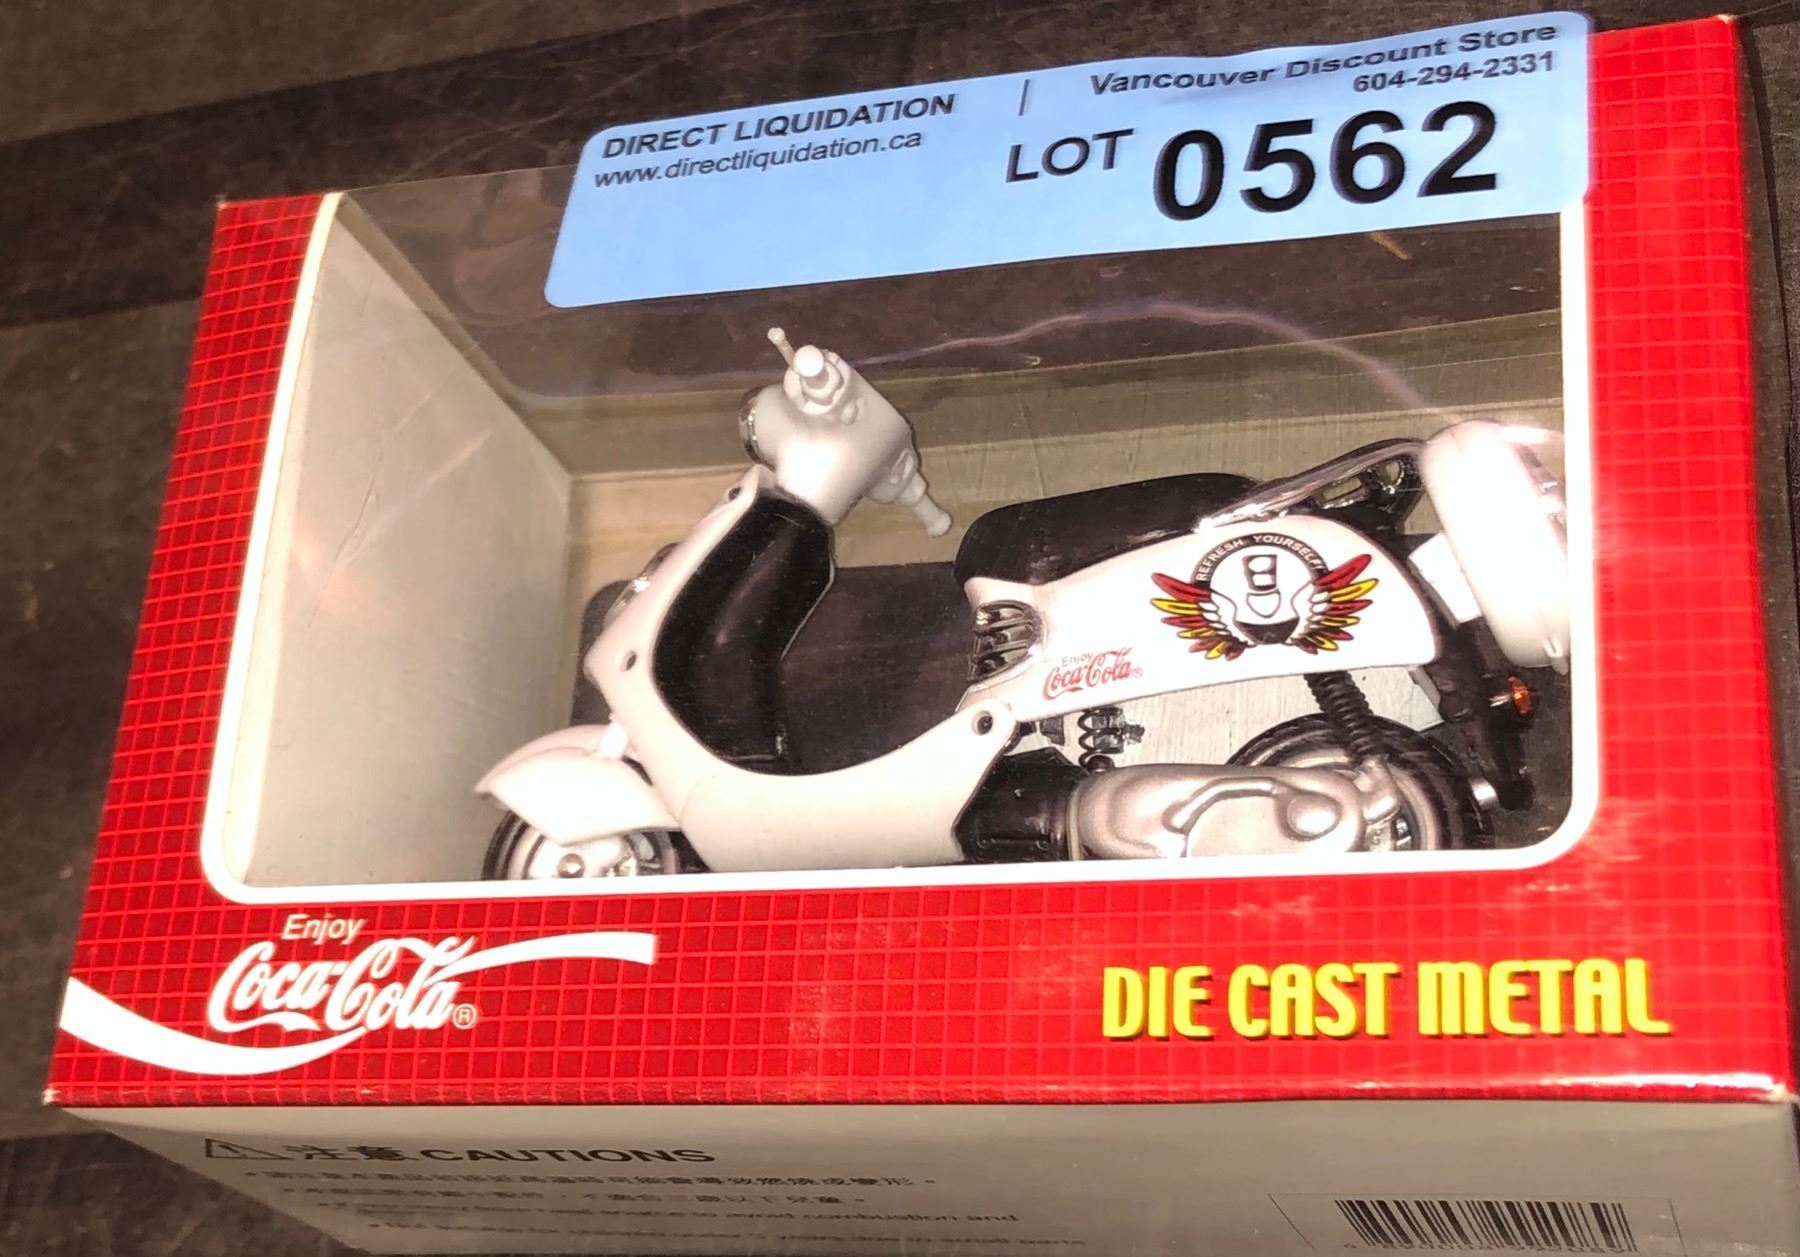 DIRECT LIQUIDATION | Vancouver Discount Store
www.directliquidation.ca
604-294-2331
LOT 0562
REFRESH YOURSELF!
Enjoy
Coca-Cola®
Enjoy
Coca-Cola®
DIE CAST METAL
注意 CAUTIONS